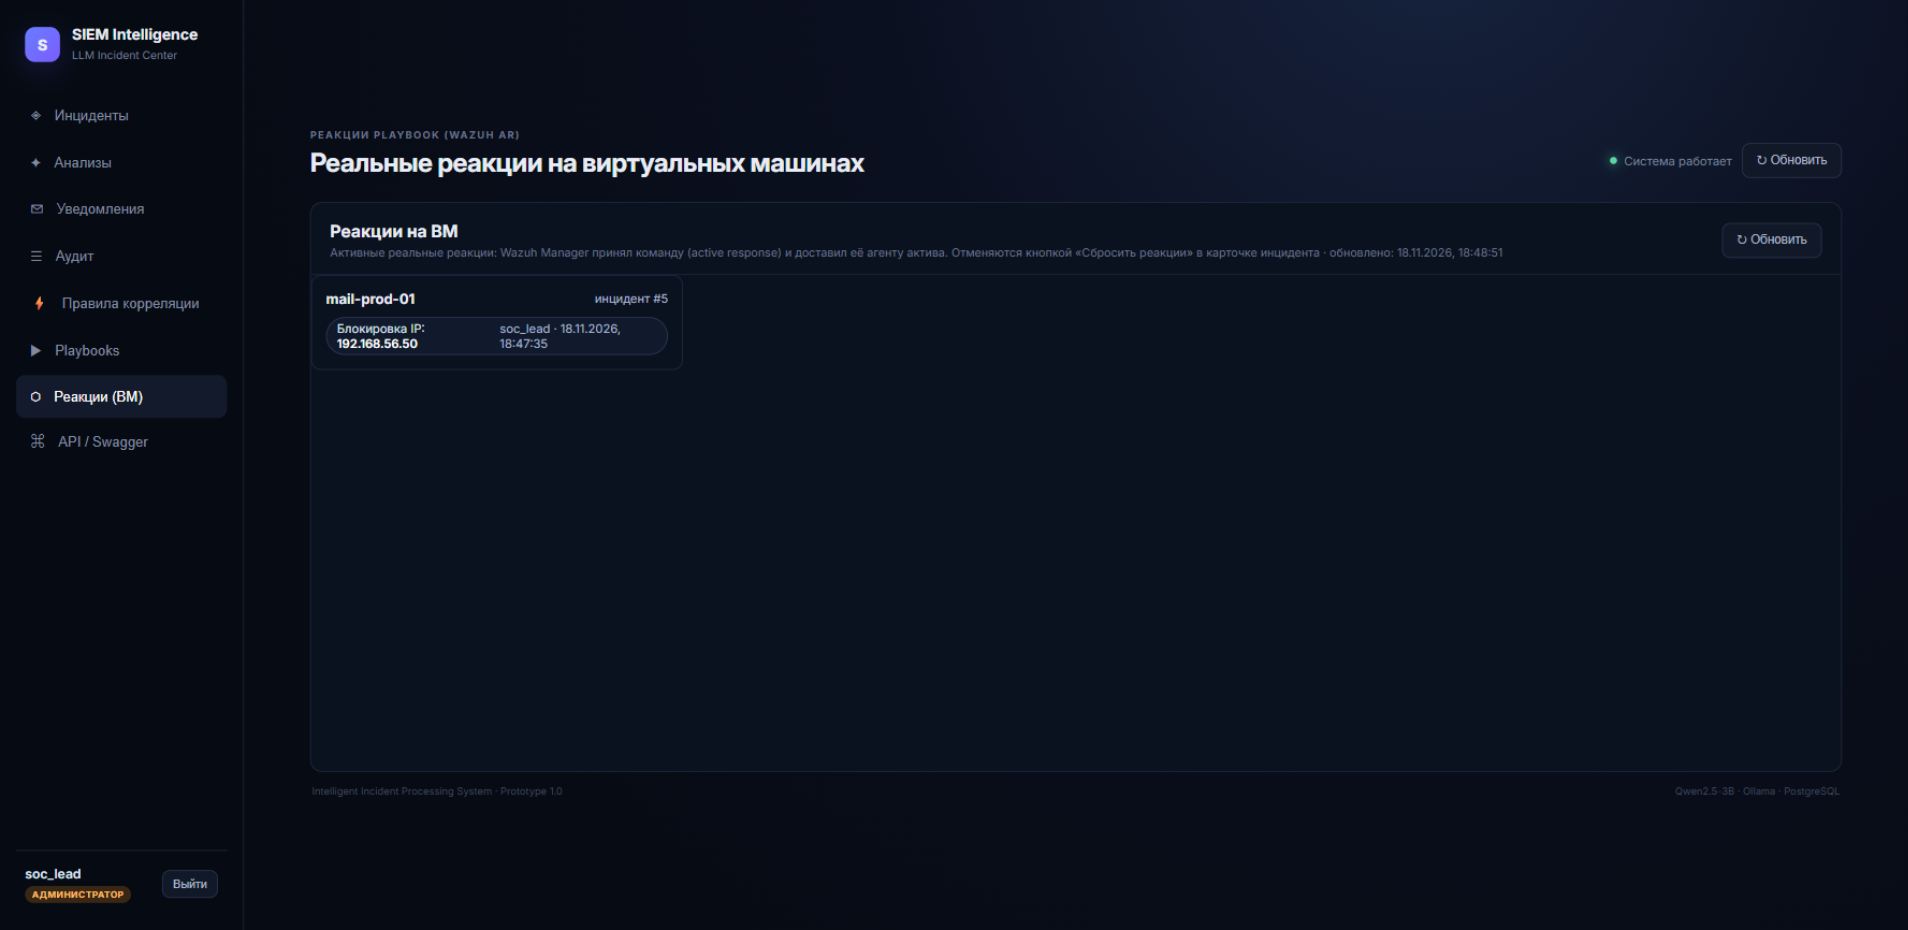 S
SIEM Intelligence
LLM Incident Center
Инциденты
Анализы
Уведомления
Аудит
Правила корреляции
Playbooks
Реакции (ВМ)
API / Swagger
soc_lead
АДМИНИСТРАТОР
Выйти
РЕАКЦИИ PLAYBOOK (WAZUH AR)
Реальные реакции на виртуальных машинах
Система работает
↻ Обновить
Реакции на ВМ
Активные реальные реакции: Wazuh Manager принял команду (active response) и доставил её агенту актива. Отменяются кнопкой «Сбросить реакции» в карточке инцидента · обновлено: 18.11.2026, 18:48:51
↻ Обновить
mail-prod-01
инцидент #5
Блокировка IP:
192.168.56.50
soc_lead · 18.11.2026,
18:47:35
Intelligent Incident Processing System · Prototype 1.0
Qwen2.5-3B · Ollama · PostgreSQL